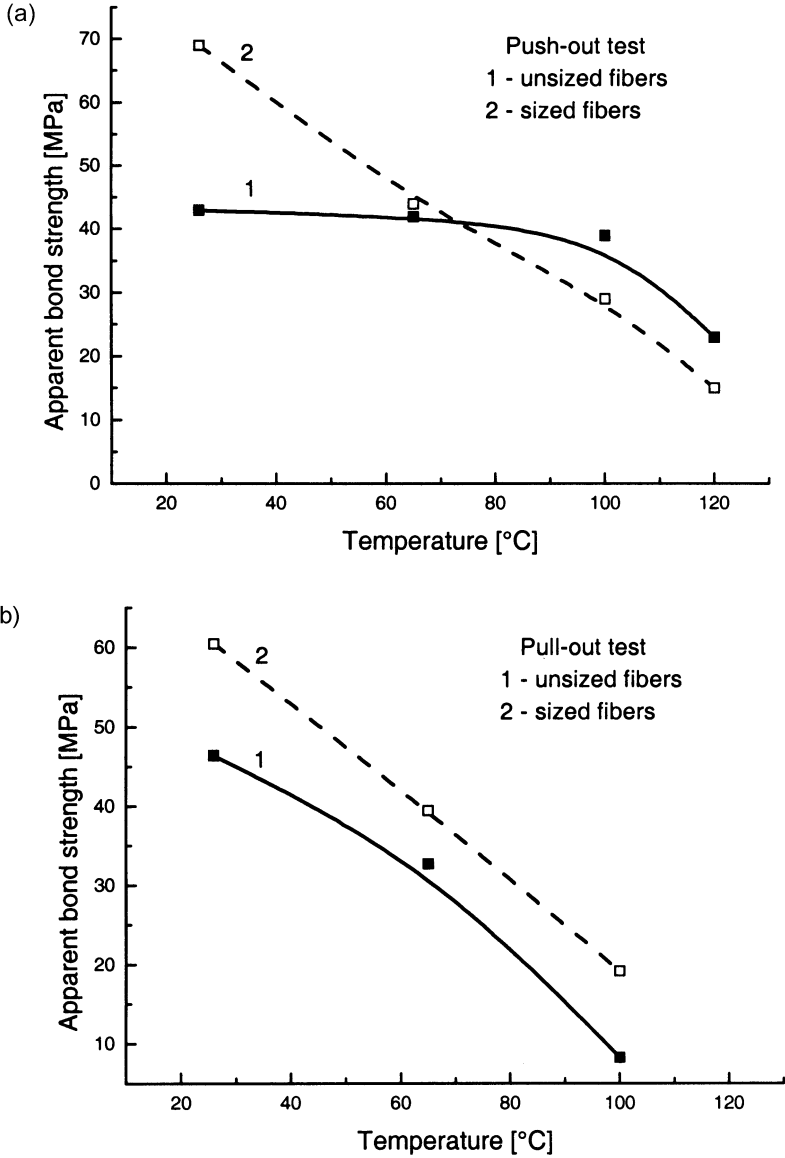 (a)
Push-out test
1 - unsized fibers
2 - sized fibers
2
1
70
60
50
40
30
20
10
0
Apparent bond strength [MPa]
20
40
60
80
100
120
Temperature [°C]
b)
Pull-out test
1 - unsized fibers
2 - sized fibers
2
1
60
50
40
30
20
10
Apparent bond strength [MPa]
20
40
60
80
100
120
Temperature [°C]